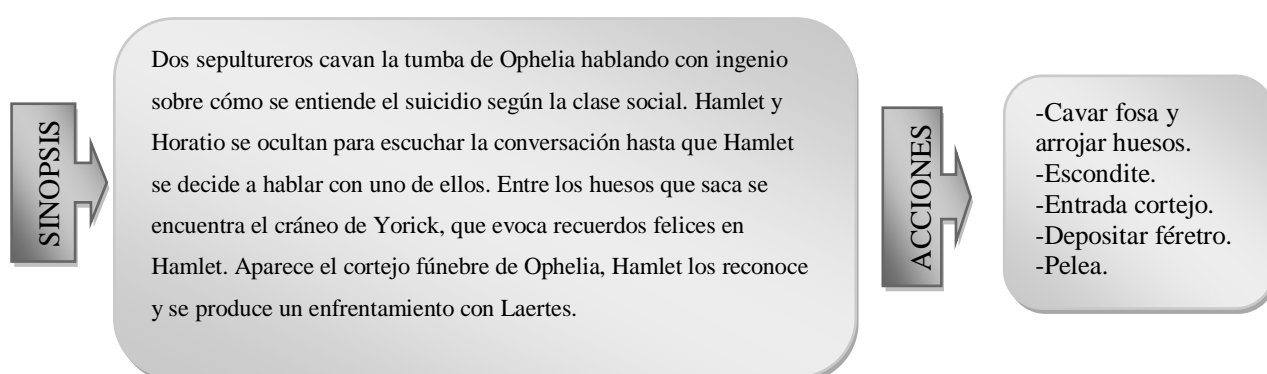 SINOPSIS
Dos sepultureros cavan la tumba de Ophelia hablando con ingenio
sobre cómo se entiende el suicidio según la clase social. Hamlet y
Horatio se ocultan para escuchar la conversación hasta que Hamlet
se decide a hablar con uno de ellos. Entre los huesos que saca se
encuentra el cráneo de Yorick, que evoca recuerdos felices en
Hamlet. Aparece el cortejo fúnebre de Ophelia, Hamlet los reconoce
y se produce un enfrentamiento con Laertes.
ACCIONES
-Cavar fosa y
arrojar huesos.
-Escondite.
-Entrada cortejo.
-Depositar féretro.
-Pelea.